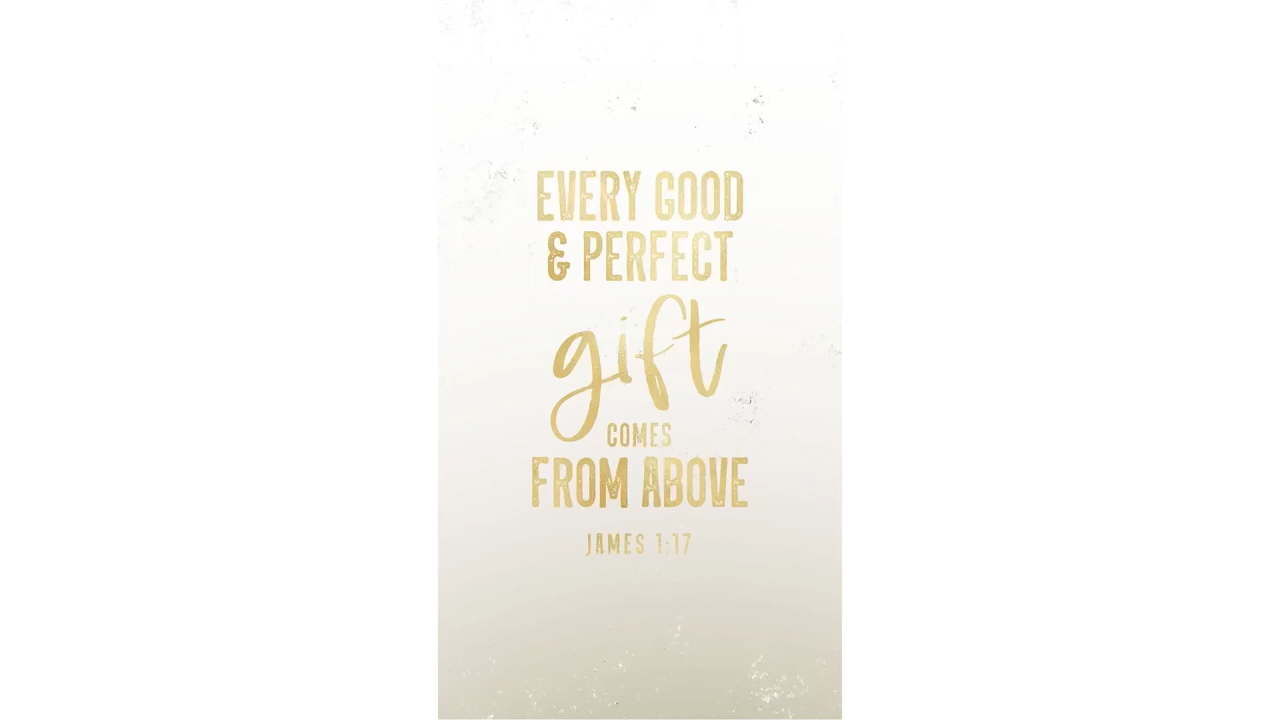 EVERY GOOD
& PERFECT
gift
COMES
FROM ABOVE
JAMES 1:17